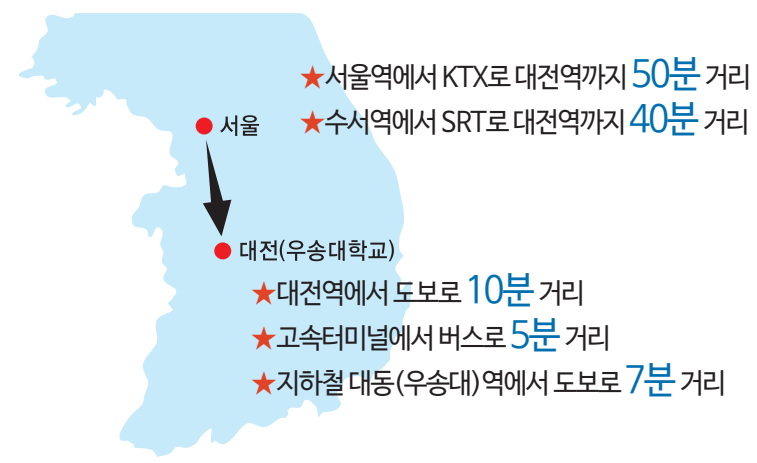 ★서울역에서 KTX로 대전역까지 50분 거리
★수서역에서 SRT로 대전역까지 40분 거리
서울
대전(우송대학교)
★대전역에서 도보로 10분 거리
★고속터미널에서 버스로 5분 거리
★지하철 대동(우송대)역에서 도보로 7분 거리